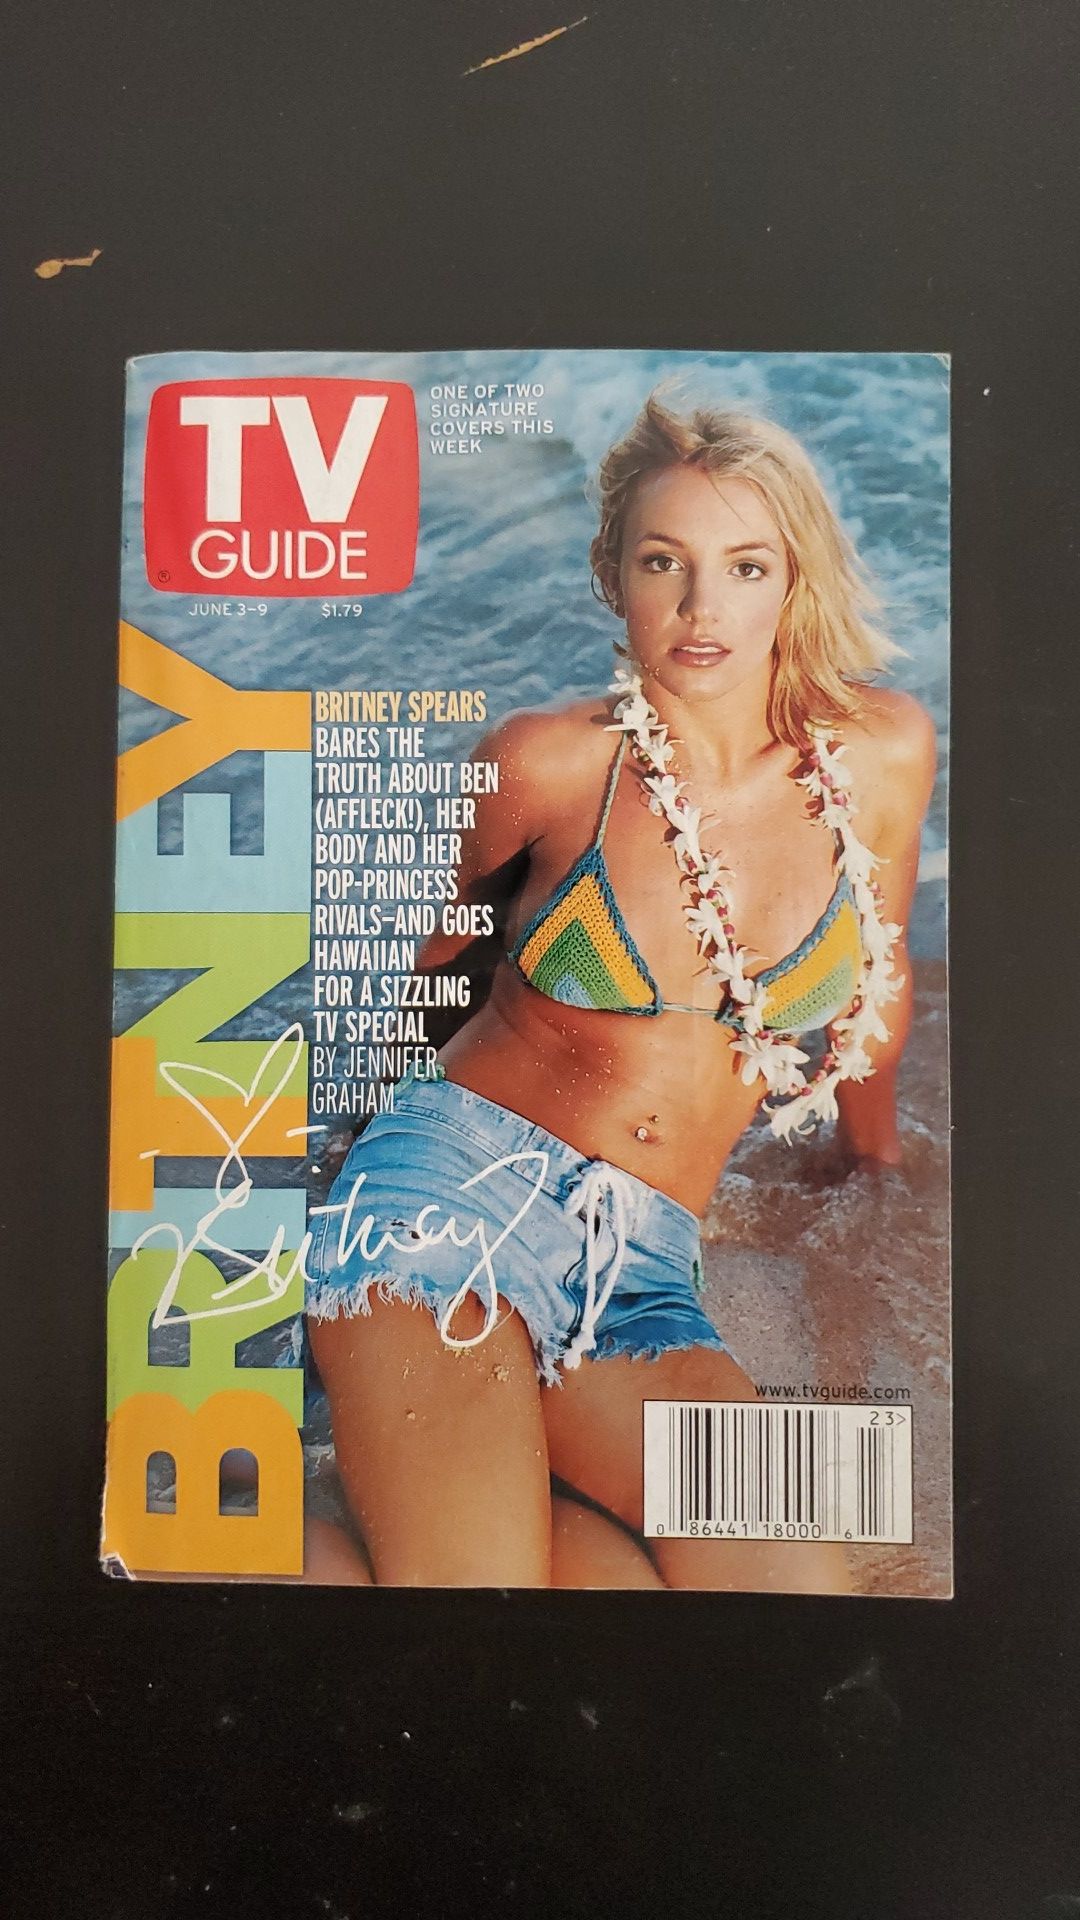 TV
GUIDE
®
JUNE 3-9 $1.79
ONE OF TWO
SIGNATURE
COVERS THIS
WEEK
BRITNEY
BRITNEY SPEARS
BARES THE
TRUTH ABOUT BEN
(AFFLECK!), HER
BODY AND HER
POP-PRINCESS
RIVALS—AND GOES
HAWAIIAN
FOR A SIZZLING
TV SPECIAL
BY JENNIFER
GRAHAM
Britney
www.tvguide.com
23>
0 86441 18000 6